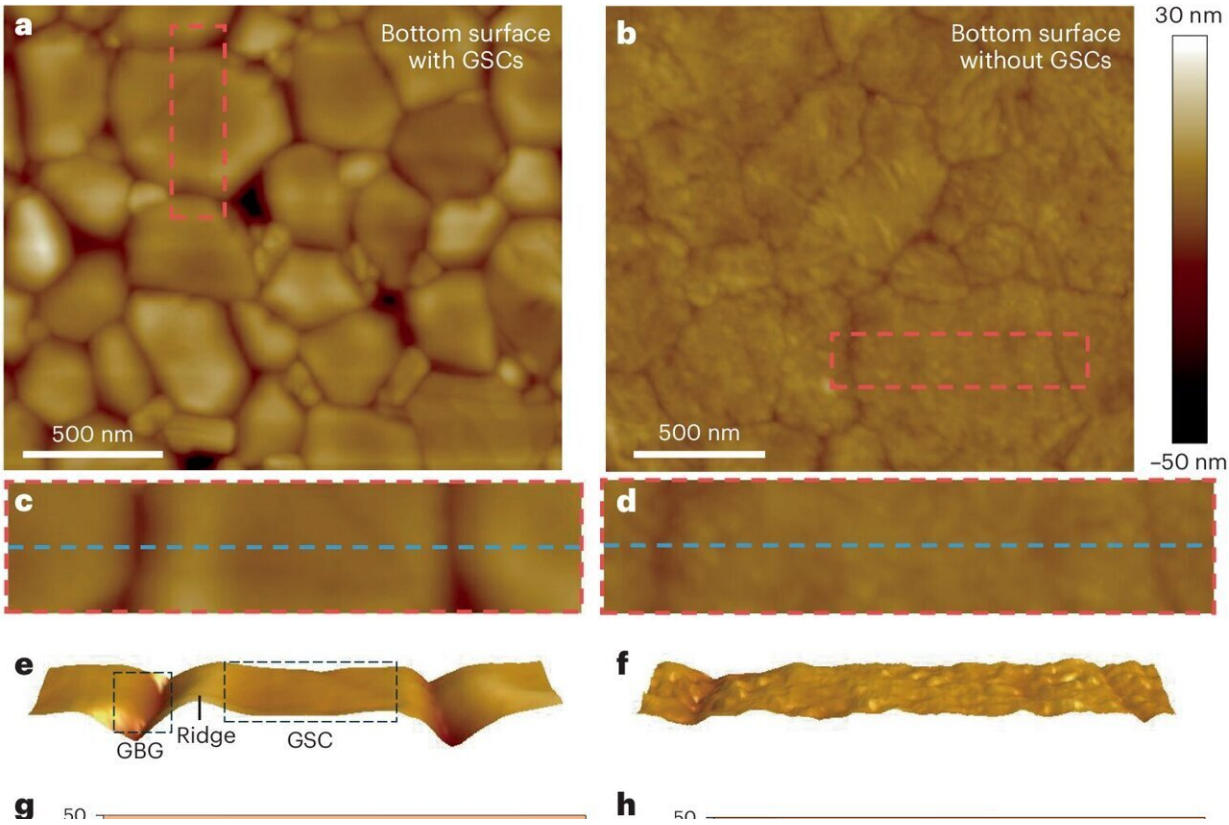 a
Bottom surface
with GSCs
500 nm
b
Bottom surface
without GSCs
500 nm
30 nm
–50 nm
c
d
e
GBG
Ridge
GSC
f
g
50
h
50